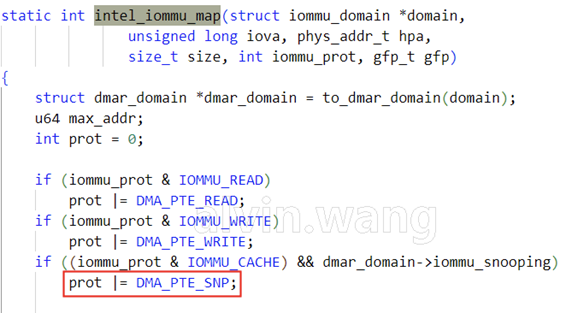 static int intel_iommu_map(struct iommu_domain *domain,
unsigned long iova, phys_addr_t hpa,
size_t size, int iommu_prot, gfp_t gfp)
{
struct dmar_domain *dmar_domain = to_dmar_domain(domain);
u64 max_addr;
int prot = 0;
if (iommu_prot & IOMMU_READ)
prot |= DMA_PTE_READ;
if (iommu_prot & IOMMU_WRITE)
prot |= DMA_PTE_WRITE;
if ((iommu_prot & IOMMU_CACHE) && dmar_domain->iommu_snooping)
prot |= DMA_PTE_SNP;
alvin.wang